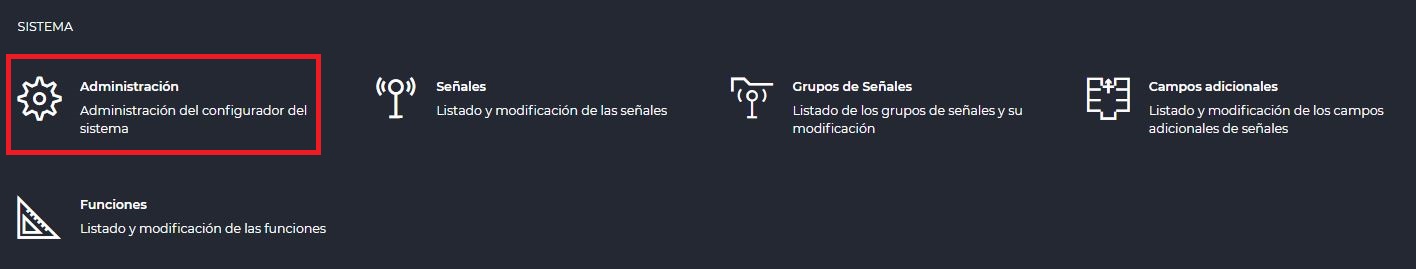 SISTEMA
Administración
Administración del configurador del
sistema
Señales
Listado y modificación de las señales
Grupos de Señales
Listado de los grupos de señales y su
modificación
Campos adicionales
Listado y modificación de los campos
adicionales de señales
Funciones
Listado y modificación de las funciones